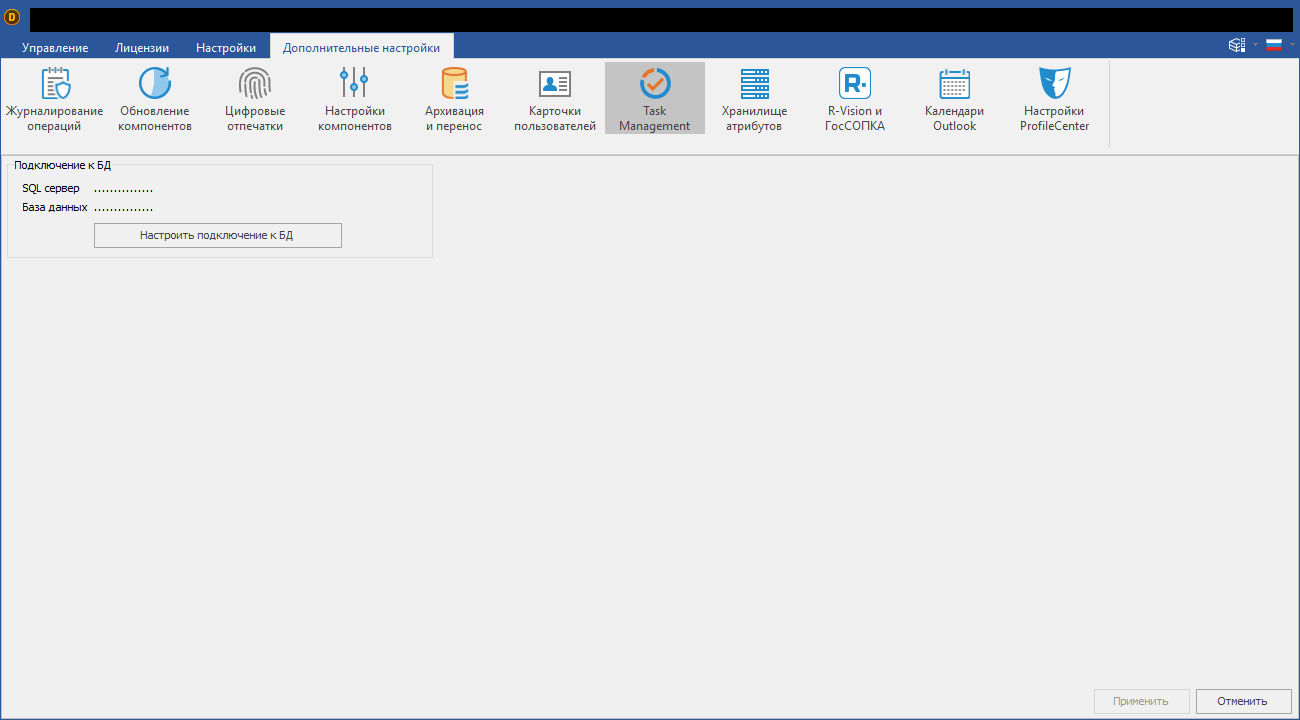 D
Управление Лицензии Настройки Дополнительные настройки
Журналирование операций
Обновление компонентов
Цифровые отпечатки
Настройки компонентов
Архивация и перенос
Карточки пользователей
Task Management
Хранилище атрибутов
R-Vision и ГосСОПКА
Календари Outlook
Настройки ProfileCenter
Подключение к БД
SQL сервер ...............
База данных ...............
Настроить подключение к БД
Применить Отменить